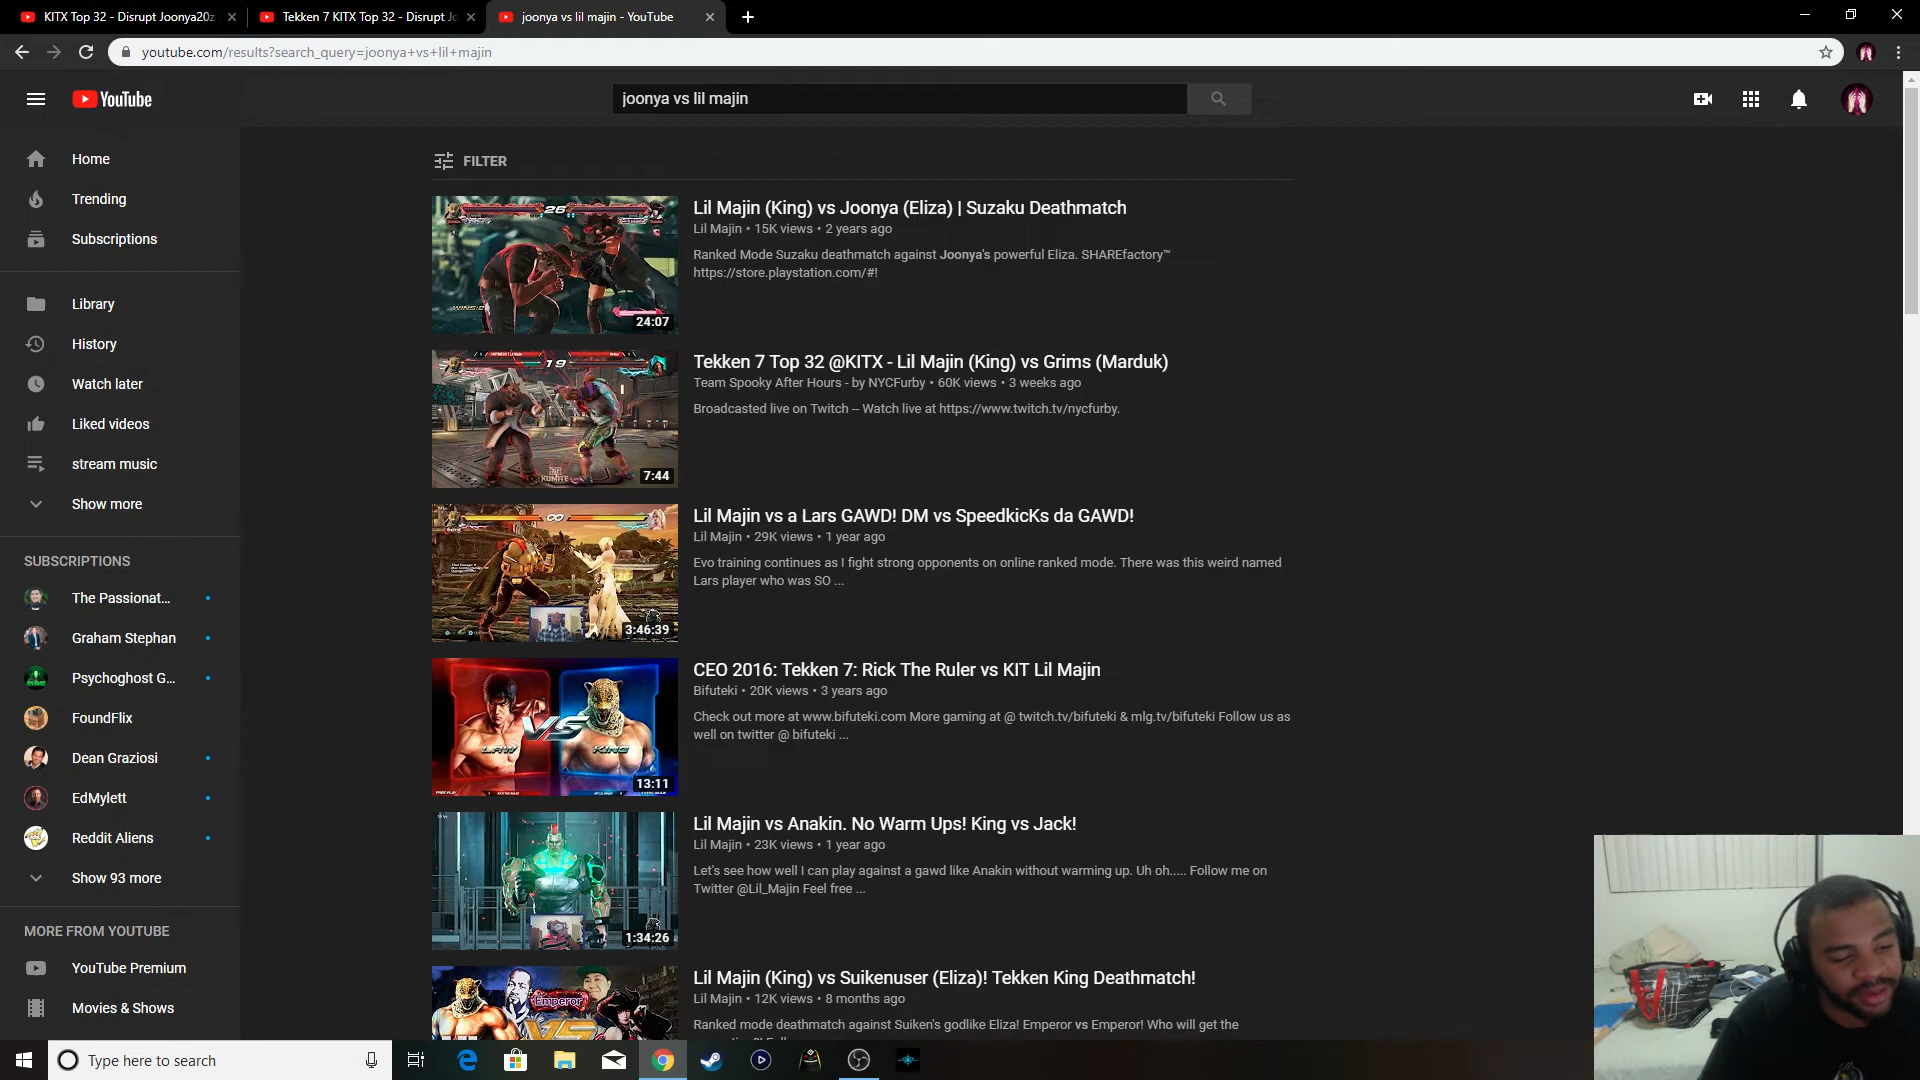 KITX Top 32 - Disrupt Joonya20z
Tekken 7 KITX Top 32 - Disrupt Jo
joonya vs lil majin - YouTube
youtube.com/results?search_query=joonya+vs+lil+majin
YouTube
joonya vs lil majin
Home
Trending
Subscriptions
Library
History
Watch later
Liked videos
stream music
Show more
SUBSCRIPTIONS
The Passionat...
Graham Stephan
Psychoghost G...
FoundFlix
Dean Graziosi
EdMylett
Reddit Aliens
Show 93 more
MORE FROM YOUTUBE
YouTube Premium
Movies & Shows
FILTER
26
24:07
Lil Majin (King) vs Joonya (Eliza) | Suzaku Deathmatch
Lil Majin • 15K views • 2 years ago
Ranked Mode Suzaku deathmatch against Joonya's powerful Eliza. SHAREfactory™
https://store.playstation.com/#!
19
KUMITE
7:44
Tekken 7 Top 32 @KITX - Lil Majin (King) vs Grims (Marduk)
Team Spooky After Hours - by NYCFurby • 60K views • 3 weeks ago
Broadcasted live on Twitch -- Watch live at https://www.twitch.tv/nycfurby.
00
3:46:39
Lil Majin vs a Lars GAWD! DM vs SpeedkicKs da GAWD!
Lil Majin • 29K views • 1 year ago
Evo training continues as I fight strong opponents on online ranked mode. There was this weird named
Lars player who was SO ...
LAW
VS
KING
13:11
CEO 2016: Tekken 7: Rick The Ruler vs KIT Lil Majin
Bifuteki • 20K views • 3 years ago
Check out more at www.bifuteki.com More gaming at @ twitch.tv/bifuteki & mlg.tv/bifuteki Follow us as
well on twitter @ bifuteki ...
1:34:26
Lil Majin vs Anakin. No Warm Ups! King vs Jack!
Lil Majin • 23K views • 1 year ago
Let's see how well I can play against a gawd like Anakin without warming up. Uh oh..... Follow me on
Twitter @Lil_Majin Feel free ...
Emperor
VS
Lil Majin (King) vs Suikenuser (Eliza)! Tekken King Deathmatch!
Lil Majin • 12K views • 8 months ago
Ranked mode deathmatch against Suiken's godlike Eliza! Emperor vs Emperor! Who will get the
Type here to search